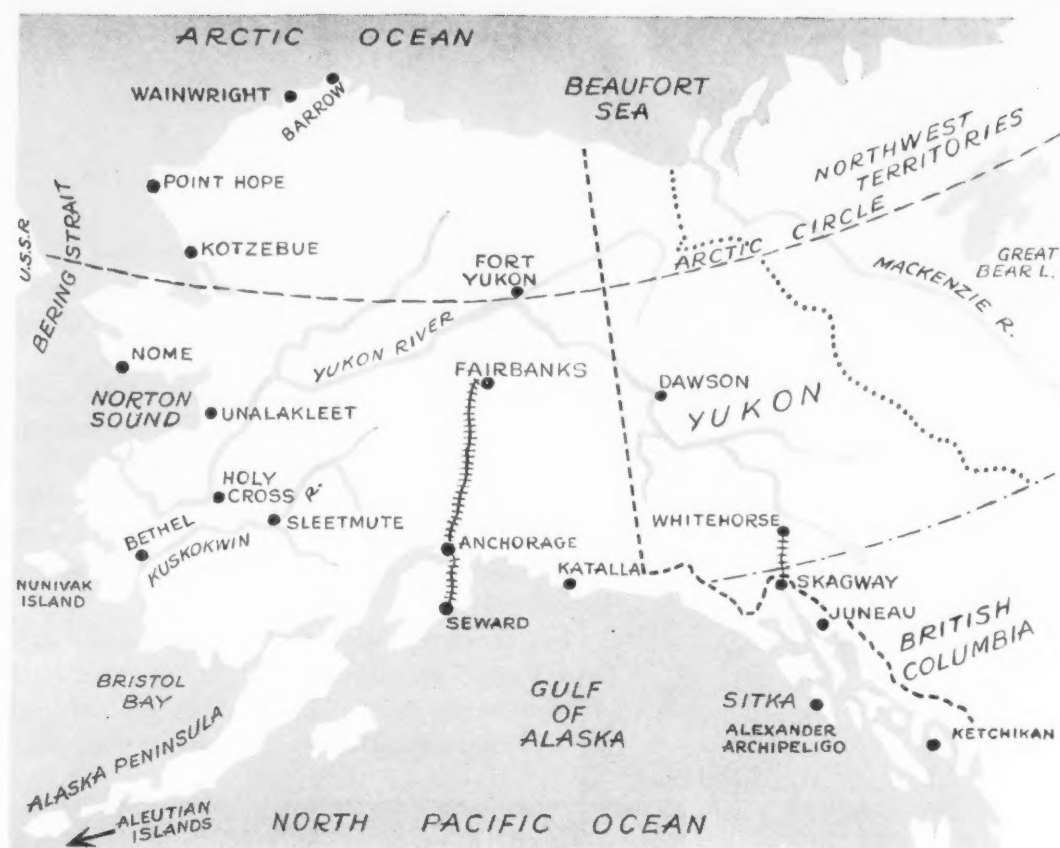 ARCTIC OCEAN
WAINWRIGHT
BARROW
BEAUFORT
SEA
NORTHWEST
TERRITORIES
POINT HOPE
KOTZEBUE
U.S.S.R
BERING STRAIT
FORT
YUKON
ARCTIC CIRCLE
GREAT
BEAR L.
MACKENZIE R.
YUKON RIVER
NOME
NORTON
SOUND
UNALAKLEET
FAIRBANKS
DAWSON
YUKON
HOLY
CROSS
SLEETMUTE
BETHEL
KUSKOKWIN R.
NUNIVAK
ISLAND
ANCHORAGE
SEWARD
KATALLA
WHITEHORSE
SKAGWAY
JUNEAU
BRITISH
COLUMBIA
BRISTOL
BAY
GULF
OF
ALASKA
SITKA
ALEXANDER
ARCHIPELIGO
KETCHIKAN
ALASKA PENINSULA
ALEUTIAN
ISLANDS
NORTH PACIFIC OCEAN